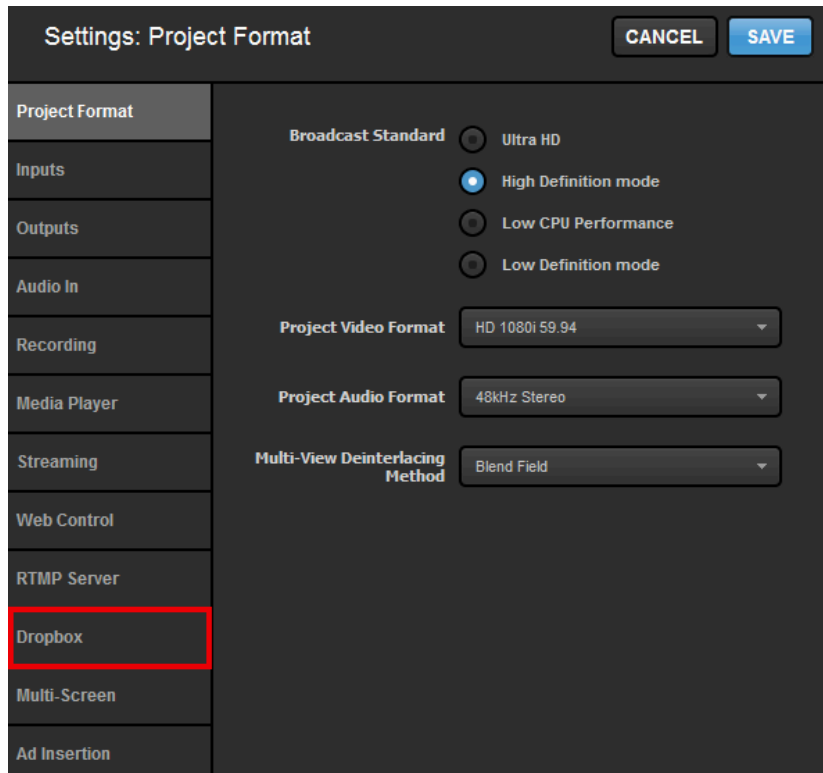 Settings: Project Format
CANCEL
SAVE
Project Format
Inputs
Outputs
Audio In
Recording
Media Player
Streaming
Web Control
RTMP Server
Dropbox
Multi-Screen
Ad Insertion
Broadcast Standard
Ultra HD
High Definition mode
Low CPU Performance
Low Definition mode
Project Video Format
HD 1080i 59.94
Project Audio Format
48kHz Stereo
Multi-View Deinterlacing
Method
Blend Field